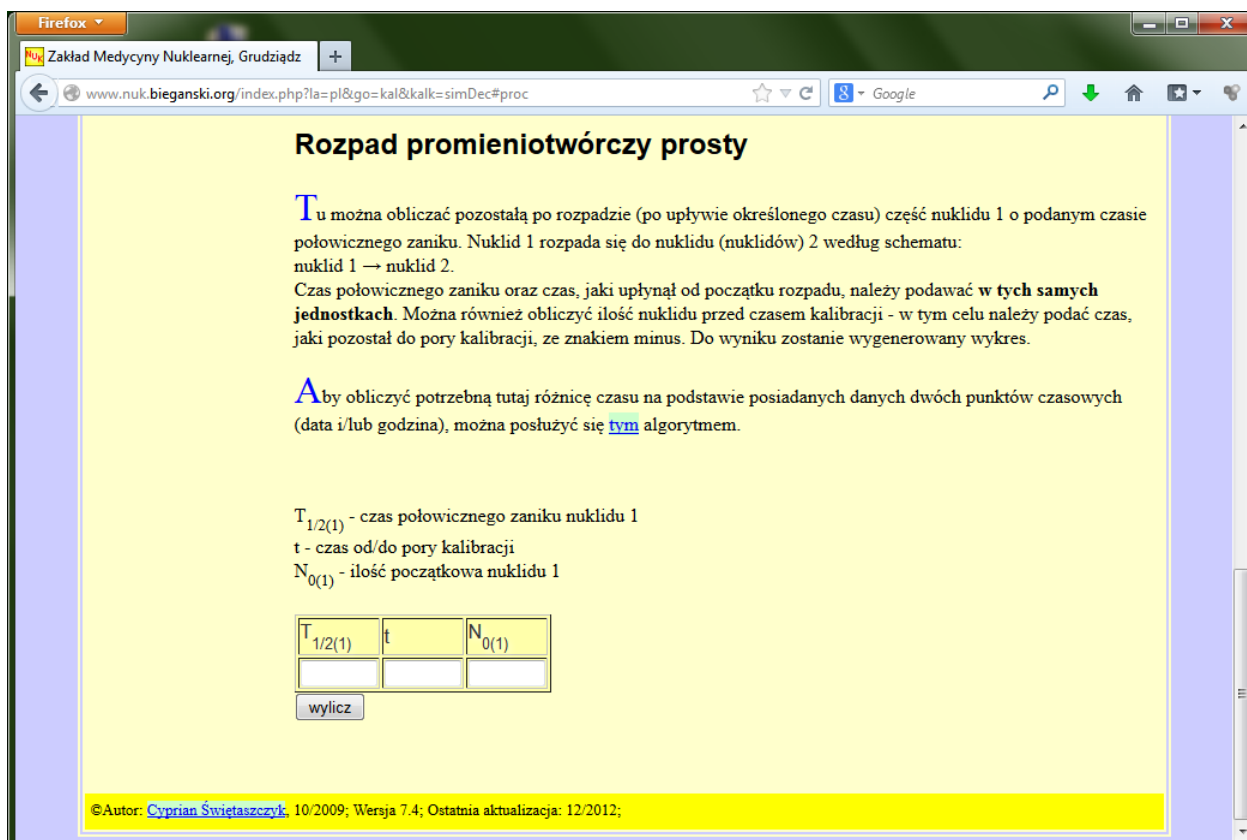 Firefox
NUK Zakład Medycyny Nuklearnej, Grudziądz +
www.nuk.bieganski.org/index.php?la=pl&go=kal&kalk=simDec#proc 8 Google
Rozpad promieniotwórczy prosty
Tu można obliczać pozostałą po rozpadzie (po upływie określonego czasu) część nuklidu 1 o podanym czasie
połowicznego zaniku. Nuklid 1 rozpada się do nuklidu (nuklidów) 2 według schematu:
nuklid 1 → nuklid 2.
Czas połowicznego zaniku oraz czas, jaki upłynął od początku rozpadu, należy podawać w tych samych
jednostkach. Można również obliczyć ilość nuklidu przed czasem kalibracji - w tym celu należy podać czas,
jaki pozostał do pory kalibracji, ze znakiem minus. Do wyniku zostanie wygenerowany wykres.
Aby obliczyć potrzebną tutaj różnicę czasu na podstawie posiadanych danych dwóch punktów czasowych
(data i/lub godzina), można posłużyć się tym algorytmem.
T1/2(1) - czas połowicznego zaniku nuklidu 1
t - czas od/do pory kalibracji
N0(1) - ilość początkowa nuklidu 1
T1/2(1) t N0(1)
wylicz
©Autor: Cyprian Świętaszczyk, 10/2009; Wersja 7.4; Ostatnia aktualizacja: 12/2012;